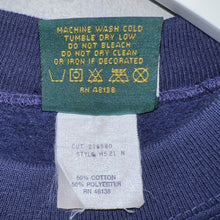 MACHINE WASH COLD
TUMBLE DRY LOW
DO NOT BLEACH
DO NOT DRY CLEAN
OR IRON IF DECORATED
RN 48138
CUT
STYLE
50% COTTON
50% POLYESTER
RN 48138